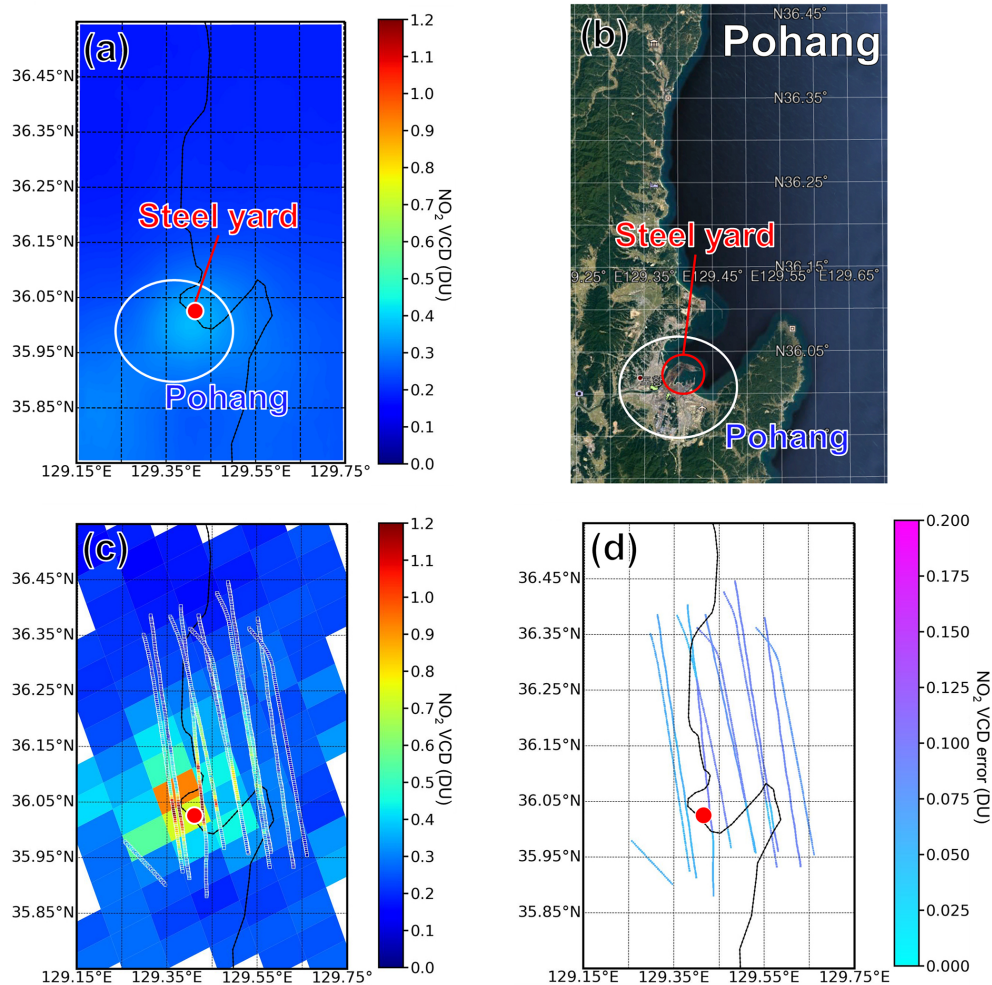 (a)
36.45°N
36.35°N
36.25°N
36.15°N
36.05°N
35.95°N
35.85°N
129.15°E 129.35°E 129.55°E 129.75°
Steel yard
Pohang
1.2
1.1
1.0
0.9
0.8
0.7
0.6
0.5
0.4
0.3
0.2
0.1
0.0
NO₂ VCD (DU)
(b)
Pohang
N36.45°
N36.35°
N36.25°
N36.15°
9.25° E129.35° E129.45° E129.55° E129.65°
N36.05°
Steel yard
Pohang
(c)
36.45°N
36.35°N
36.25°N
36.15°N
36.05°N
35.95°N
35.85°N
129.15°E 129.35°E 129.55°E 129.75°
1.2
1.1
1.0
0.9
0.8
0.7
0.6
0.5
0.4
0.3
0.2
0.1
0.0
NO₂ VCD (DU)
(d)
36.45°N
36.35°N
36.25°N
36.15°N
36.05°N
35.95°N
35.85°N
129.15°E 129.35°E 129.55°E 129.75°E
0.200
0.175
0.150
0.125
0.100
0.075
0.050
0.025
0.000
NO₂ VCD error (DU)